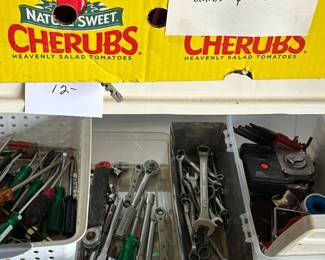 NATURE SWEET®
CHERUBS® CHERUBS
HEAVENLY SALAD TOMATOES HEAVENLY SALAD TOMATOES
12-